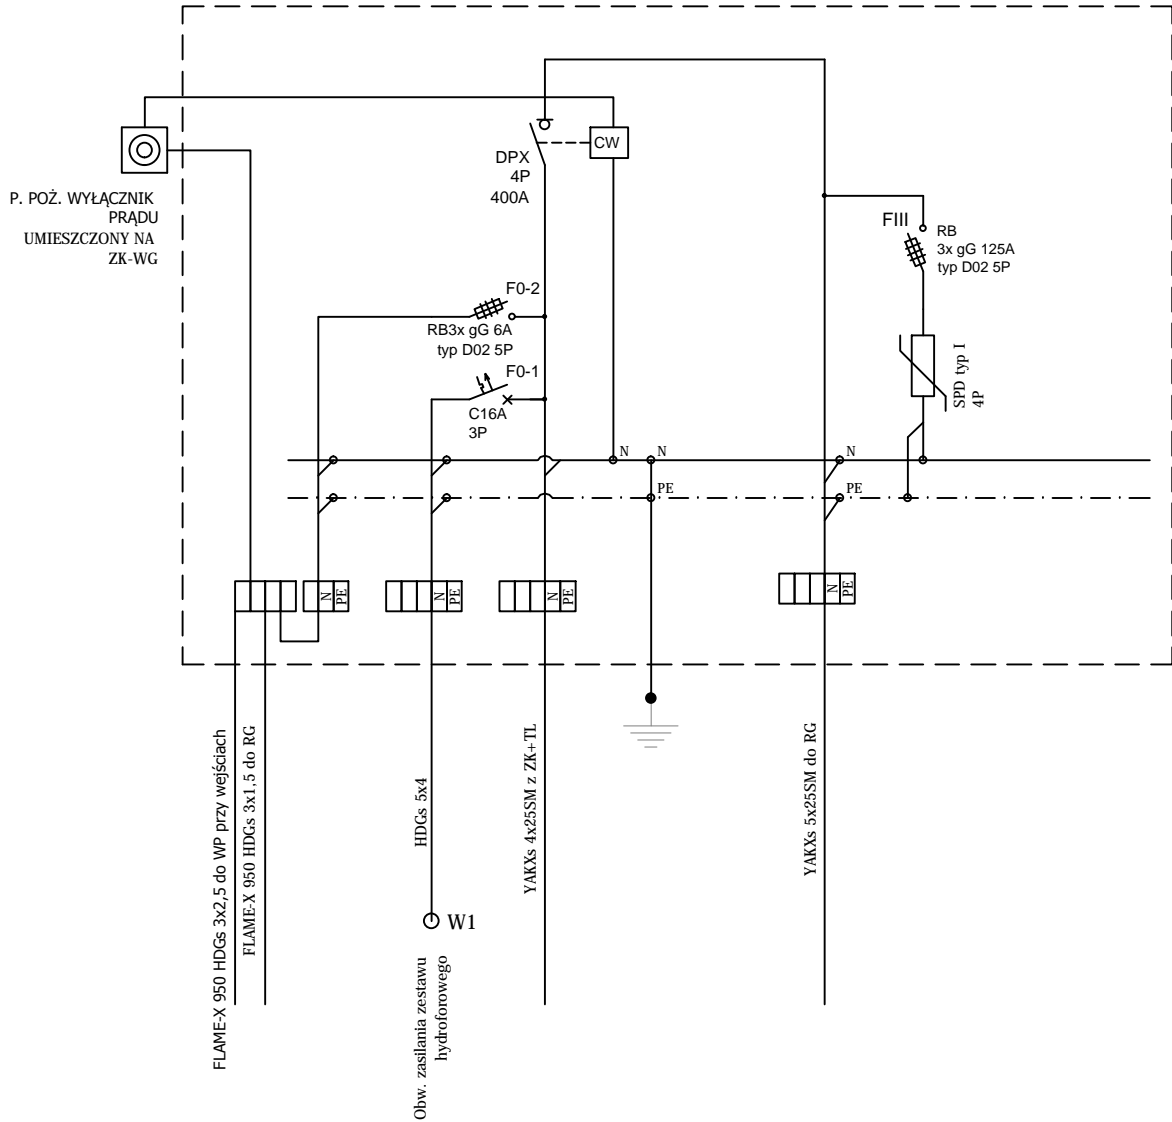 P. POŻ. WYŁĄCZNIK
PRĄDU
UMIESZCZONY NA
ZK-WG
DPX
4P
400A
CW
FIII
RB
3x gG 125A
typ D02 5P
F0-2
RB3x gG 6A
typ D02 5P
F0-1
C16A
3P
SPD typ I
4P
N
N
N
PE
PE
N
PE
N
PE
N
PE
N
PE
FLAME-X 950 HDGs 3x2,5 do WP przy wejściach
FLAME-X 950 HDGs 3x1,5 do RG
HDGs 5x4
YAKXs 4x25SM z ZK+TL
YAKXs 5x25SM do RG
W1
Obw. zasilania zestawu
hydroforowego